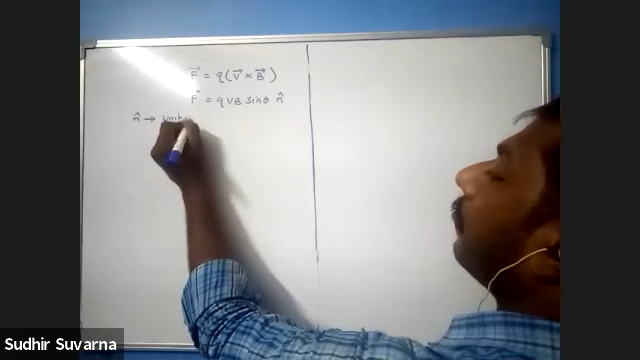 F⃗ = q(V⃗ × B⃗)
F⃗ = qVB sinθ n̂
n̂ → unit
Sudhir Suvarna